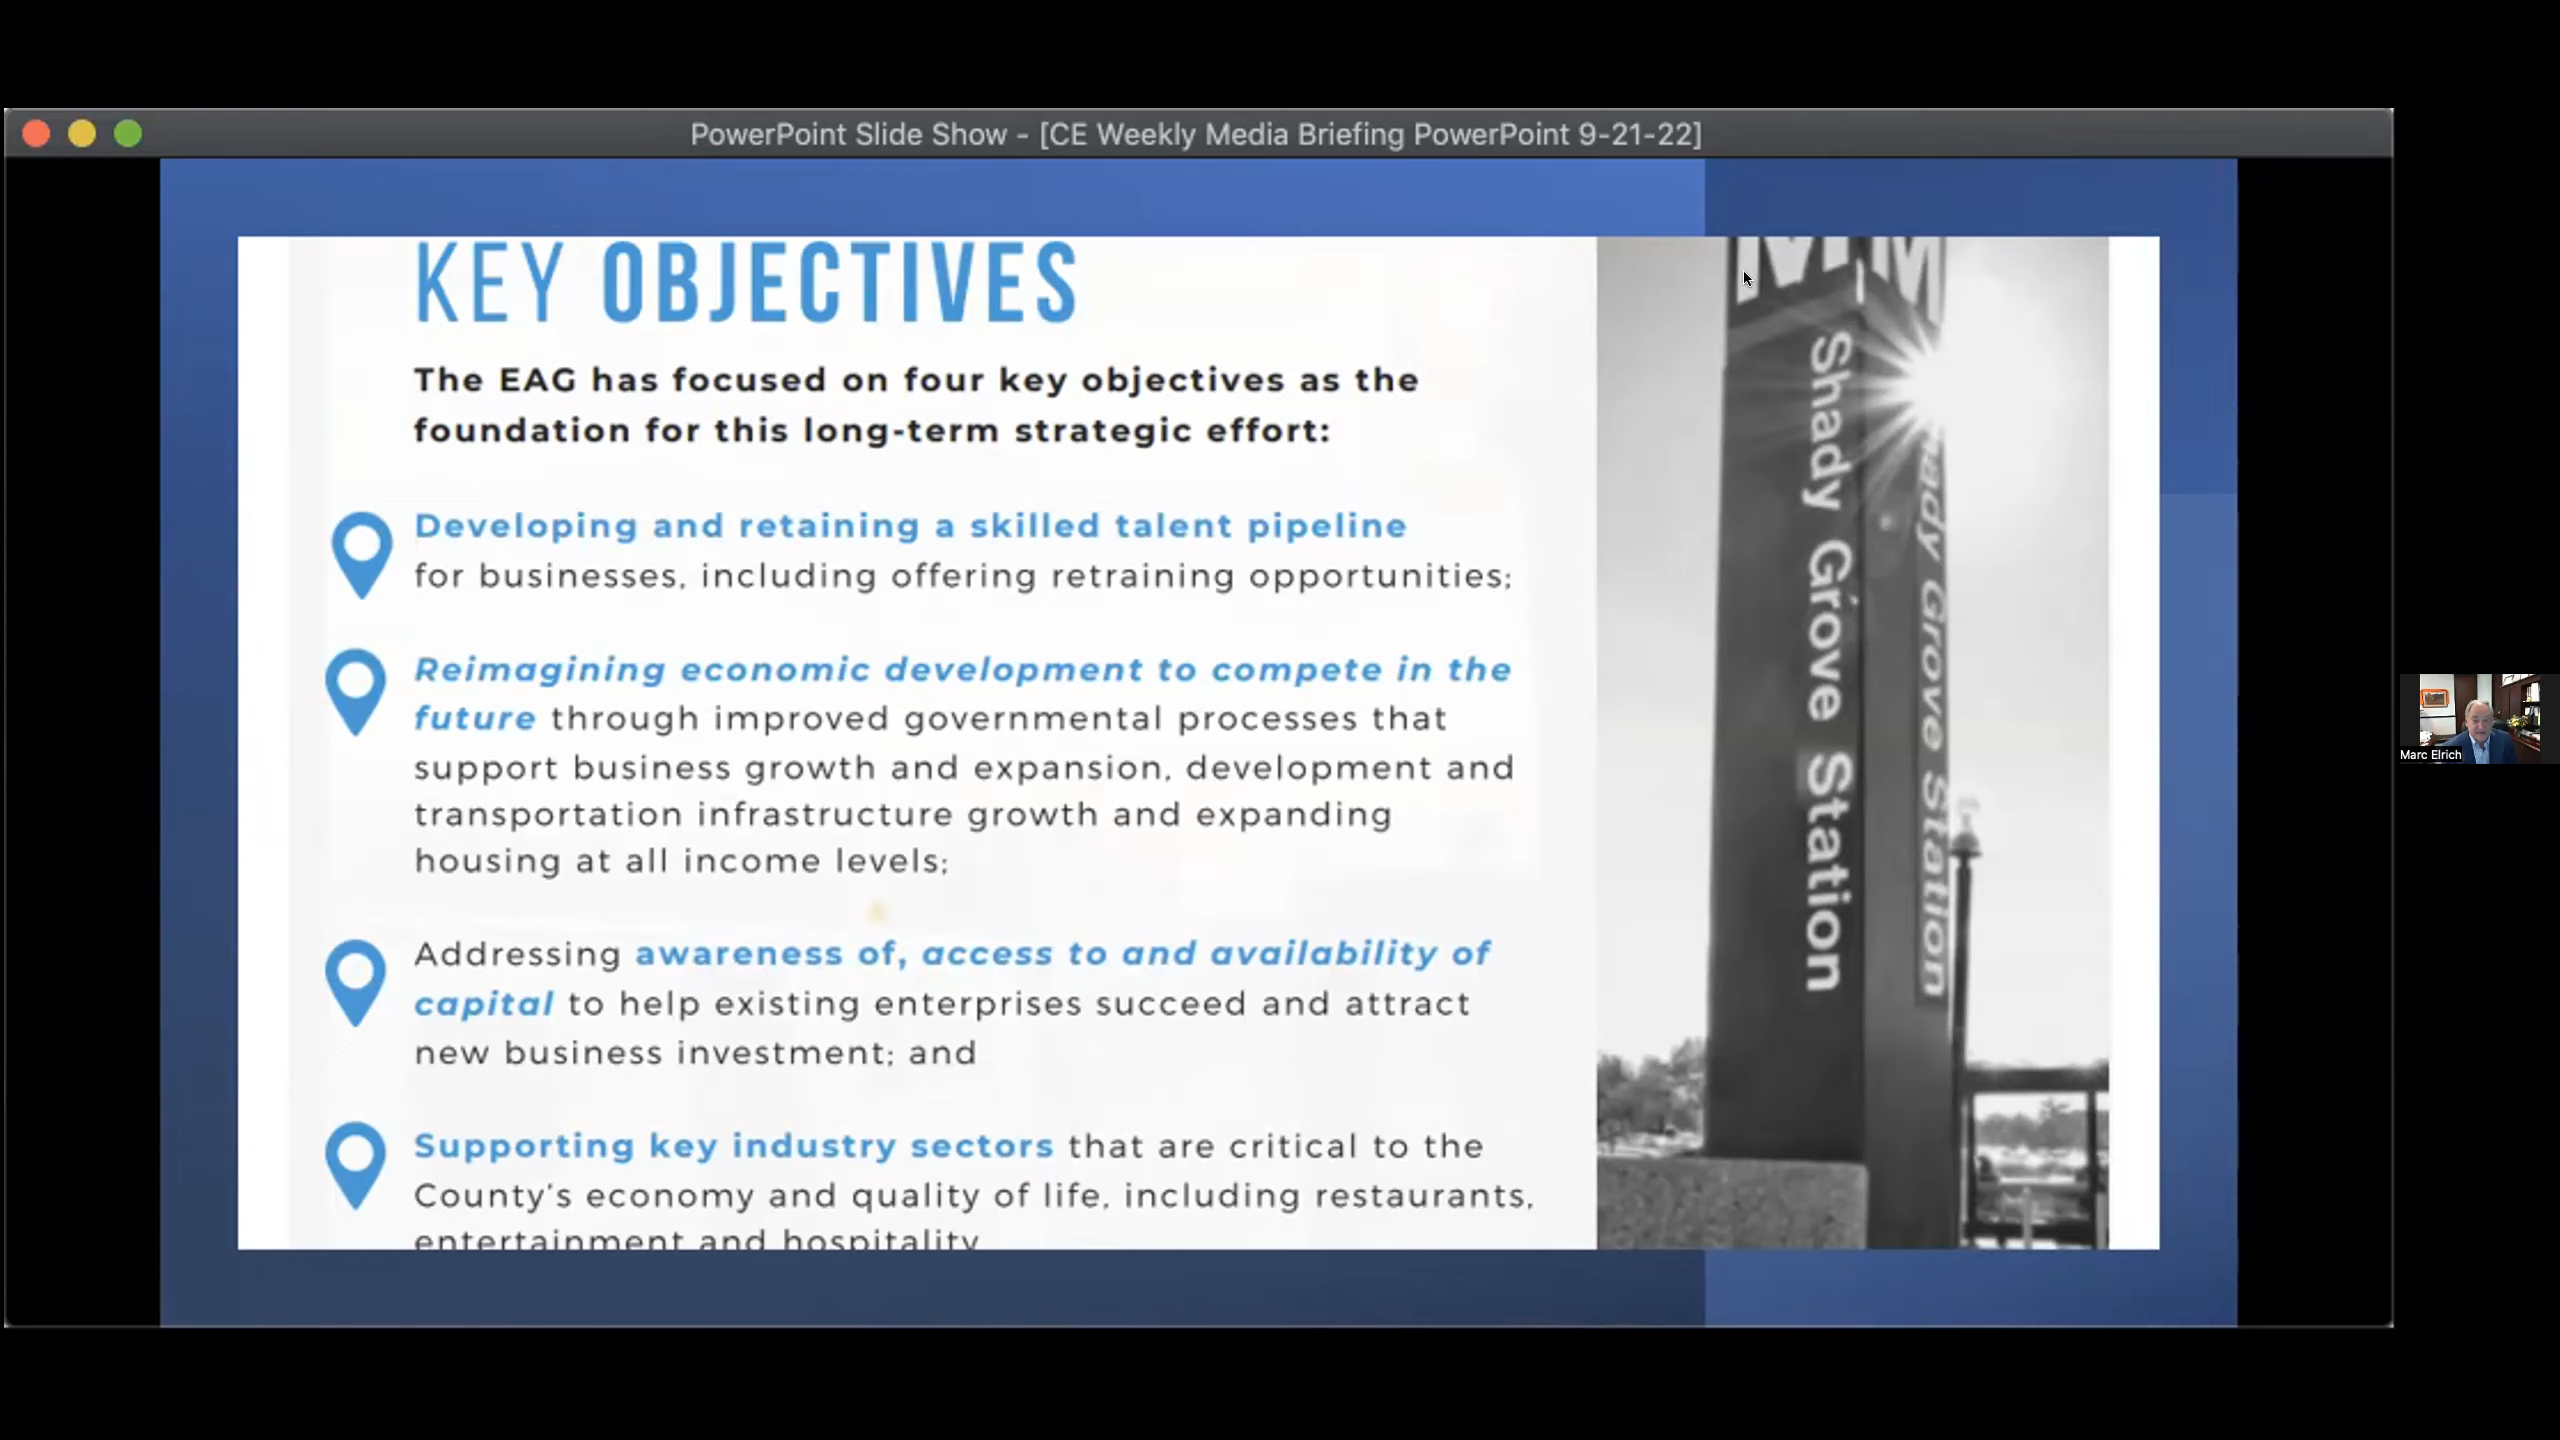 PowerPoint Slide Show - [CE Weekly Media Briefing PowerPoint 9-21-22]
KEY OBJECTIVES
The EAG has focused on four key objectives as the
foundation for this long-term strategic effort:
Developing and retaining a skilled talent pipeline
for businesses, including offering retraining opportunities;
Reimagining economic development to compete in the
future through improved governmental processes that
support business growth and expansion, development and
transportation infrastructure growth and expanding
housing at all income levels;
Addressing awareness of, access to and availability of
capital to help existing enterprises succeed and attract
new business investment; and
Supporting key industry sectors that are critical to the
County's economy and quality of life, including restaurants,
entertainment and hospitality
M M
Shady Grove Station
ady Grove Station
Marc Elrich